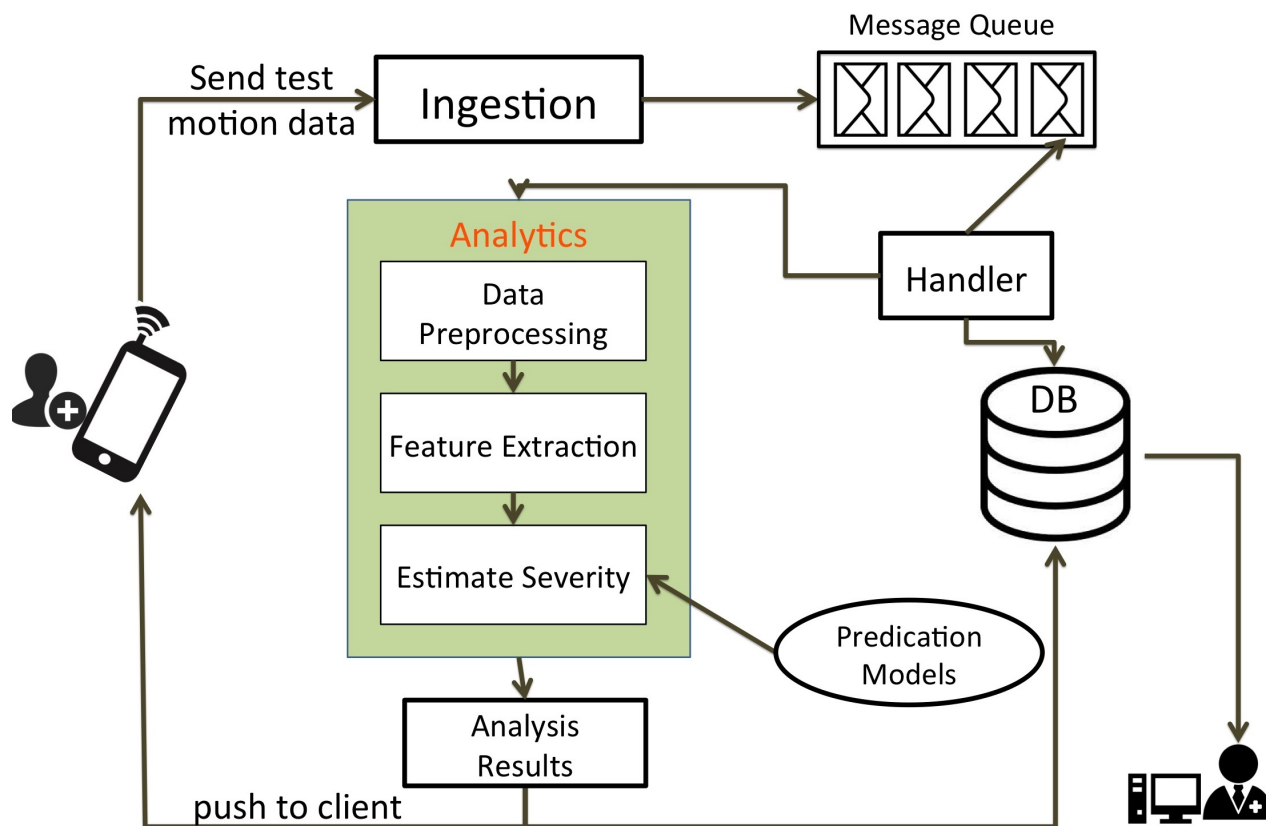 Message Queue
Send test
motion data
Ingestion
Analytics
Handler
Data
Preprocessing
DB
Feature Extraction
Estimate Severity
Predication
Models
Analysis
Results
push to client